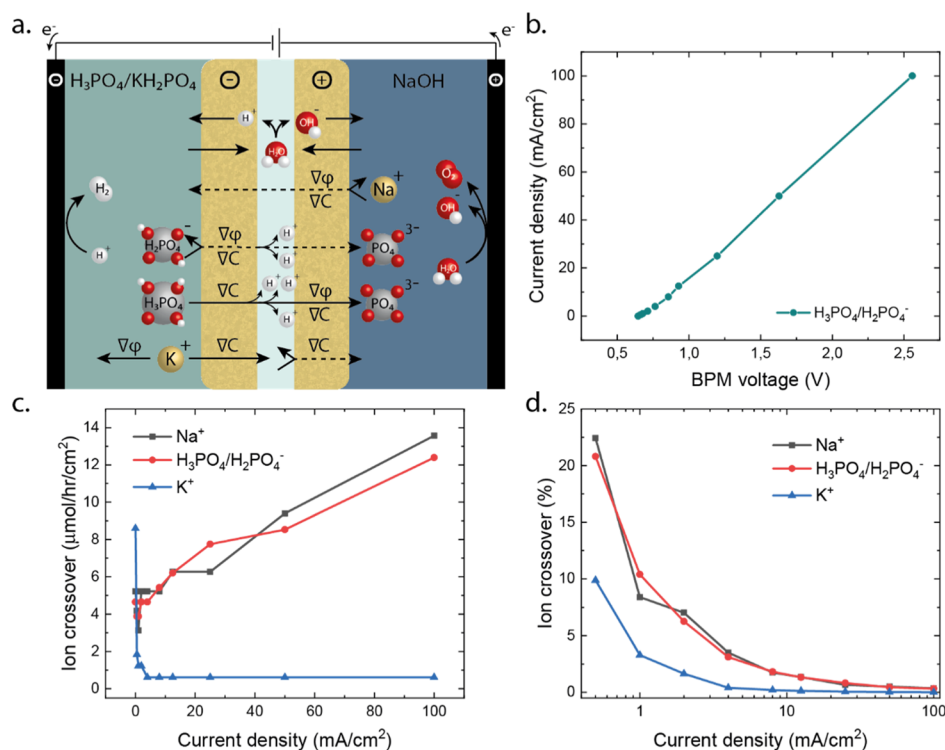 a.
e⁻
e⁻
H₃PO₄/KH₂PO₄
⊖
⊕
NaOH
⊖
⊕
H⁺
OH⁻
H₂O
∇φ
∇C
Na⁺
H₂
H⁺
O₂
OH⁻
H₂O
H₂PO₄⁻
∇φ
∇C
H⁺
H⁺
PO₄³⁻
H₃PO₄
∇C
H⁺
H⁺
H⁺
∇φ
∇C
PO₄³⁻
∇φ
K⁺
∇C
∇C
b.
Current density (mA/cm²)
100
80
60
40
20
0
H₃PO₄/H₂PO₄⁻
0,5
1,0
1,5
2,0
2,5
BPM voltage (V)
c.
Ion crossover (µmol/hr/cm²)
14
12
10
8
6
4
2
0
Na⁺
H₃PO₄/H₂PO₄⁻
K⁺
0
20
40
60
80
100
Current density (mA/cm²)
d.
Ion crossover (%)
25
20
15
10
5
0
Na⁺
H₃PO₄/H₂PO₄⁻
K⁺
1
10
100
Current density (mA/cm²)